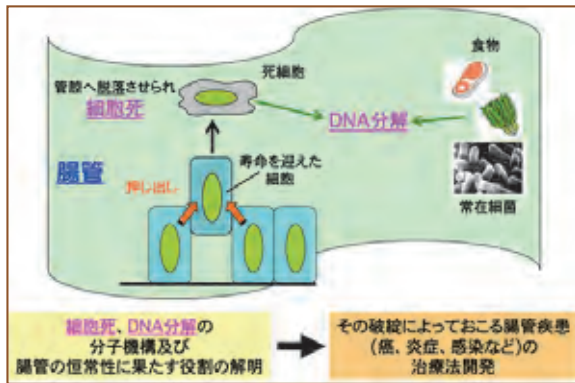 食物
死細胞
管腔へ脱落させられ
細胞死
DNA分解
腸管
寿命を迎えた
細胞
押し出し
常在細菌
細胞死、DNA分解の
分子機構及び
腸管の恒常性に果たす役割の解明
その破綻によっておこる腸管疾患
(癌、炎症、感染など)の
治療法開発